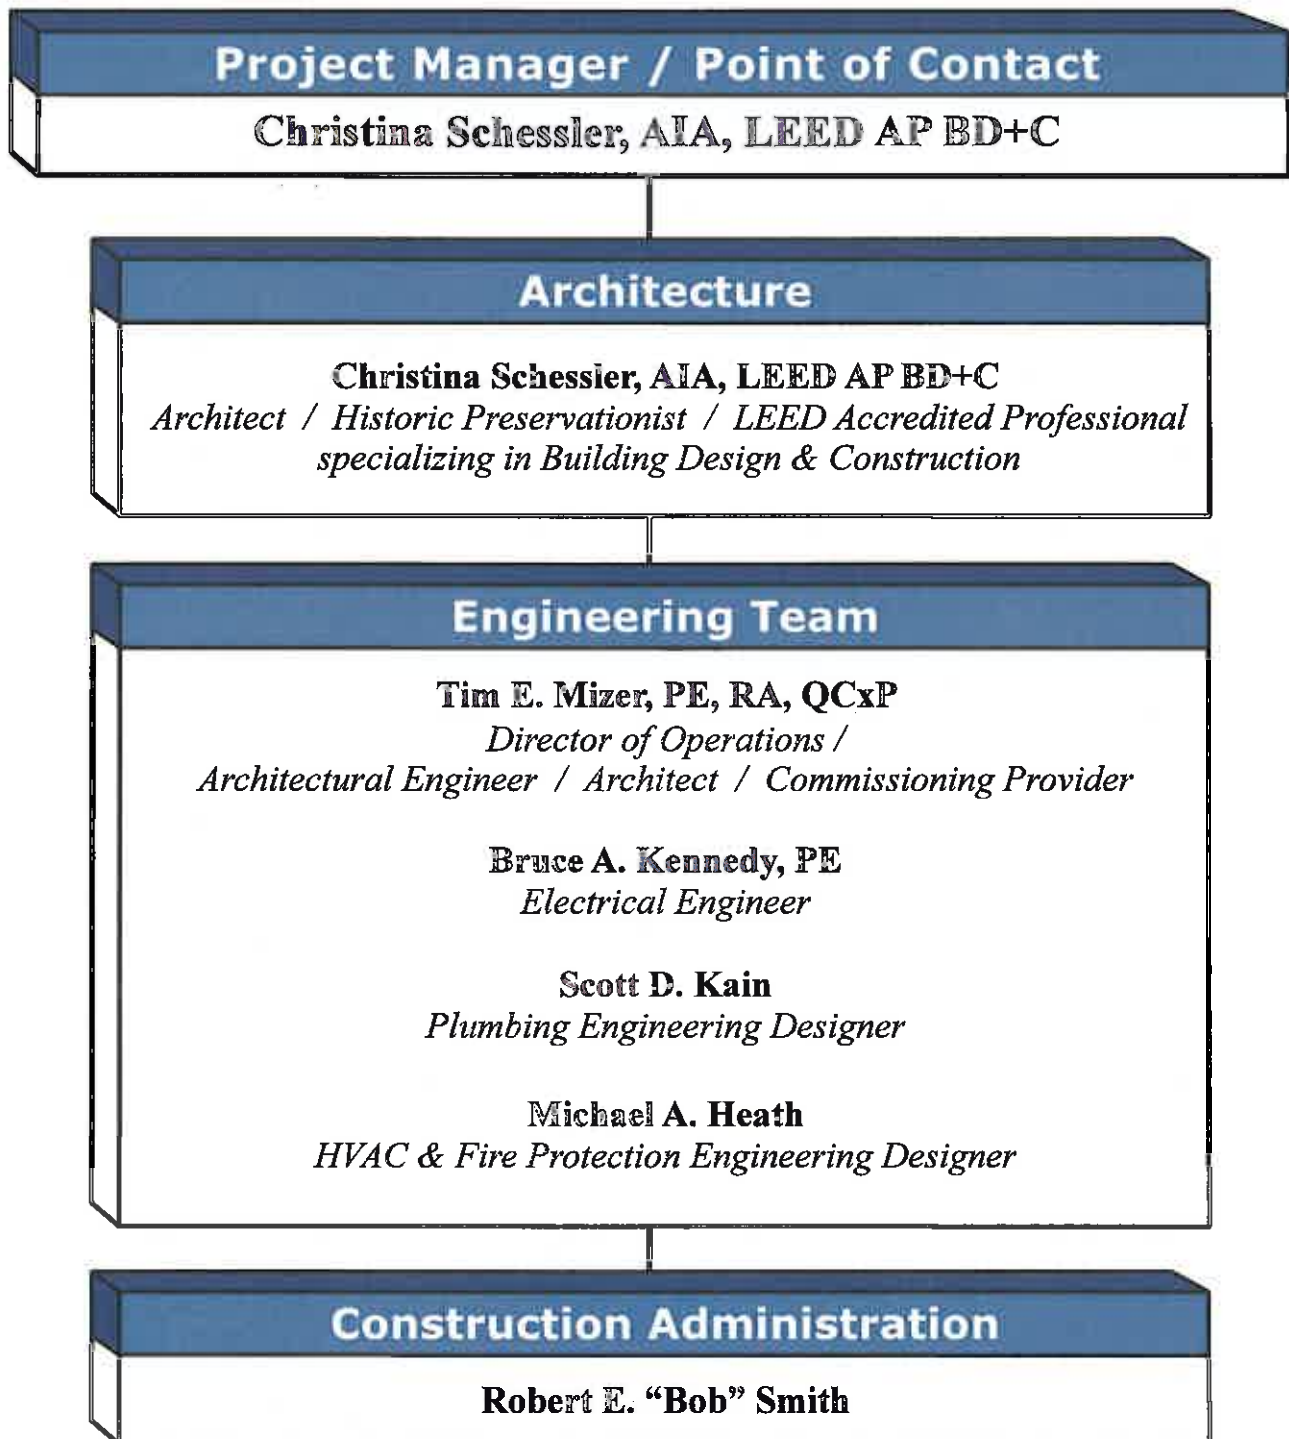 Project Manager / Point of Contact
Christina Schessler, AIA, LEED AP BD+C
Architecture
Christina Schessler, AIA, LEED AP BD+C
Architect / Historic Preservationist / LEED Accredited Professional
specializing in Building Design & Construction
Engineering Team
Tim E. Mizer, PE, RA, QCxP
Director of Operations /
Architectural Engineer / Architect / Commissioning Provider
Bruce A. Kennedy, PE
Electrical Engineer
Scott D. Kain
Plumbing Engineering Designer
Michael A. Heath
HVAC & Fire Protection Engineering Designer
Construction Administration
Robert E. “Bob” Smith